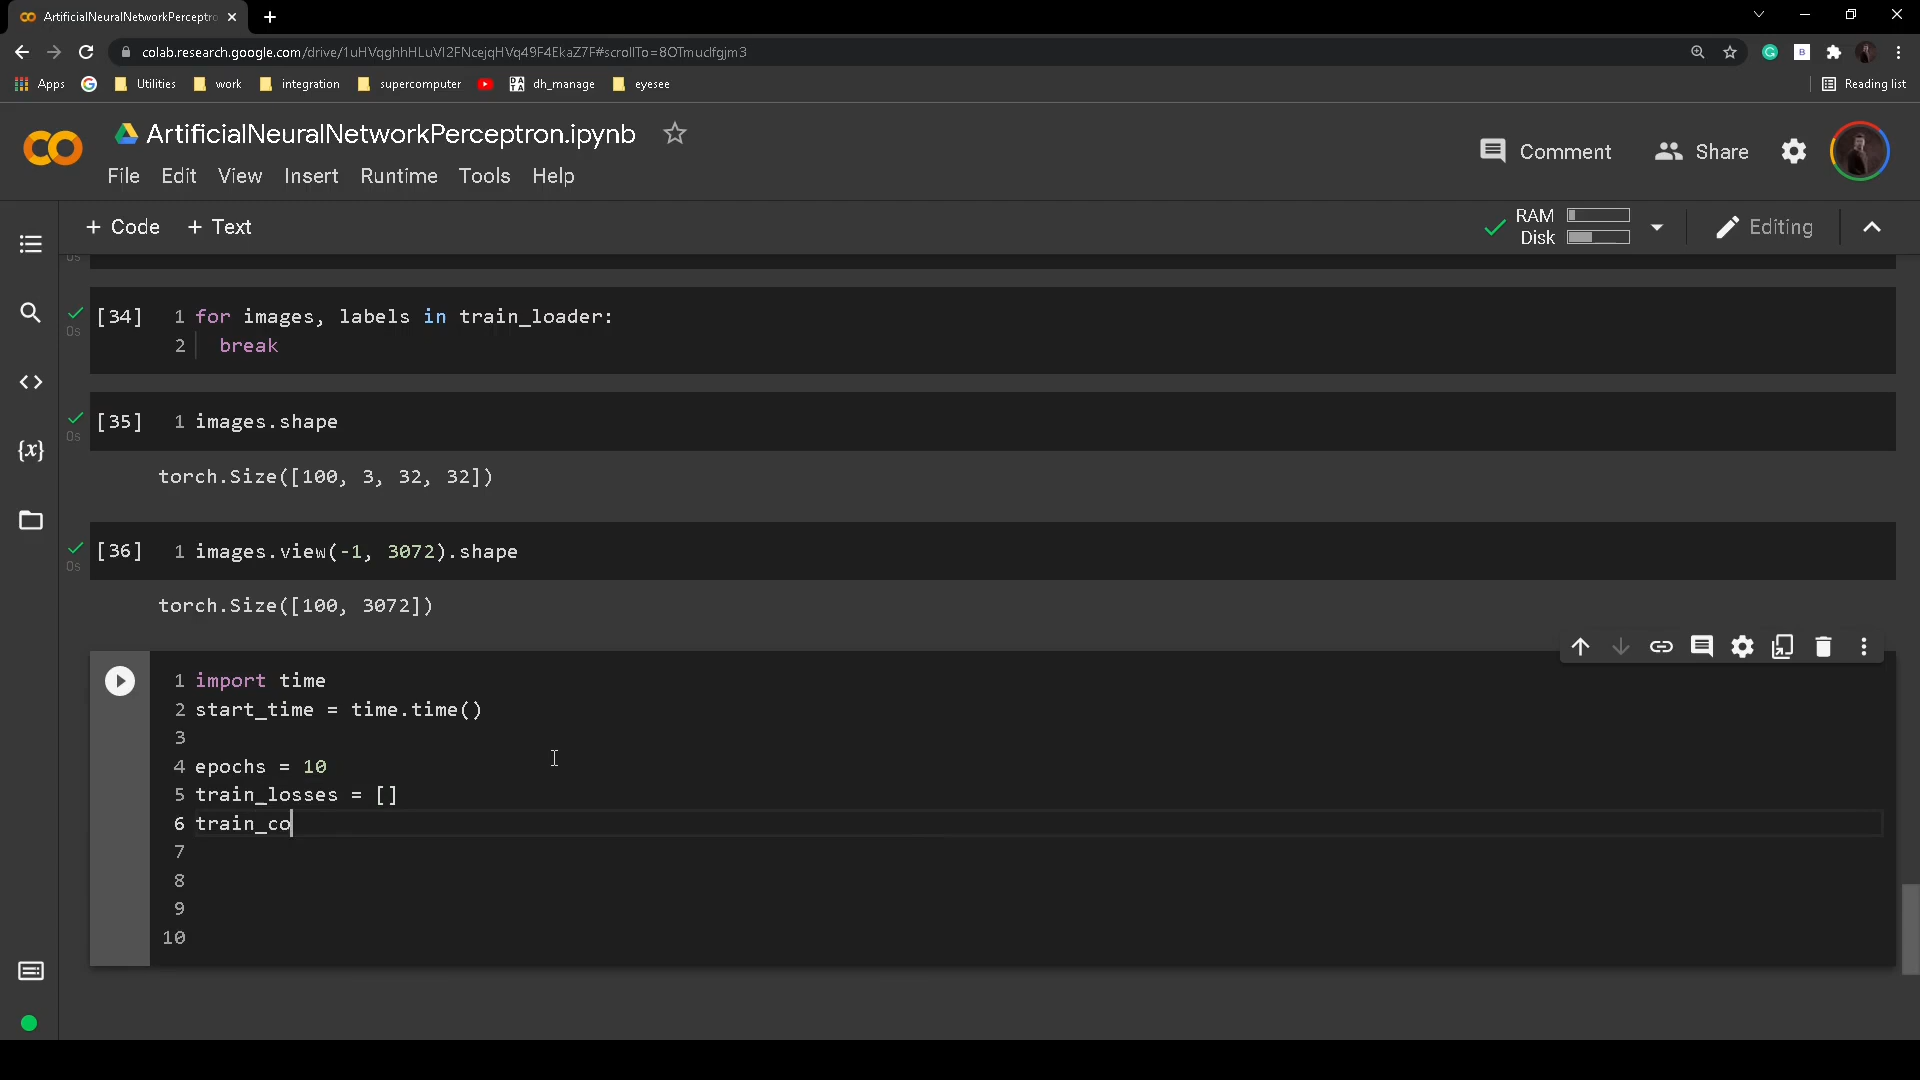 ArtificialNeuralNetworkPerceptro
colab.research.google.com/drive/1uHVqghhHLuVI2FNcejqHVq49F4EkaZ7F#scrollTo=8OTmuclfgjm3
Apps Utilities work integration supercomputer dh_manage eyesee Reading list
ArtificialNeuralNetworkPerceptron.ipynb
Comment Share
File Edit View Insert Runtime Tools Help
+ Code + Text
RAM
Disk
Editing
0s
[34] 1 for images, labels in train_loader:
0s
2 break
[35] 1 images.shape
0s
torch.Size([100, 3, 32, 32])
[36] 1 images.view(-1, 3072).shape
0s
torch.Size([100, 3072])
1 import time
2 start_time = time.time()
3
4 epochs = 10
5 train_losses = []
6 train_co
7
8
9
10